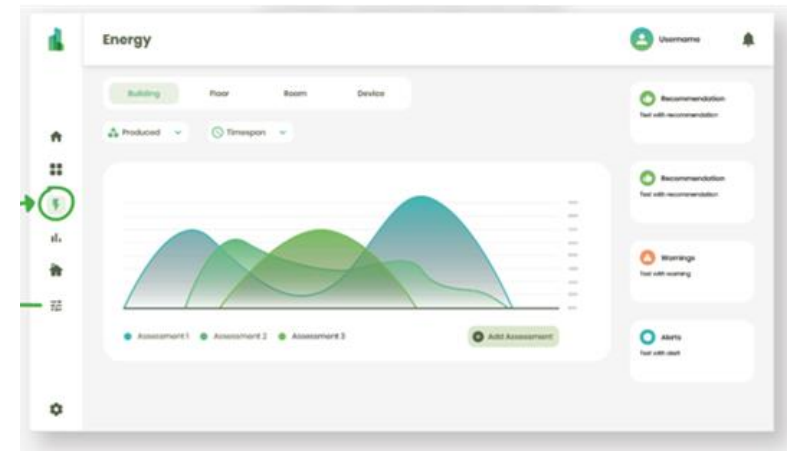 Energy
Username
Building Floor Room Device
Produced Timespan
Recommendation
Text with recommendation
Recommendation
Text with recommendation
Warnings
Text with warning
Alerts
Text with alert
Assessment 1 Assessment 2 Assessment 3 Add Assessment